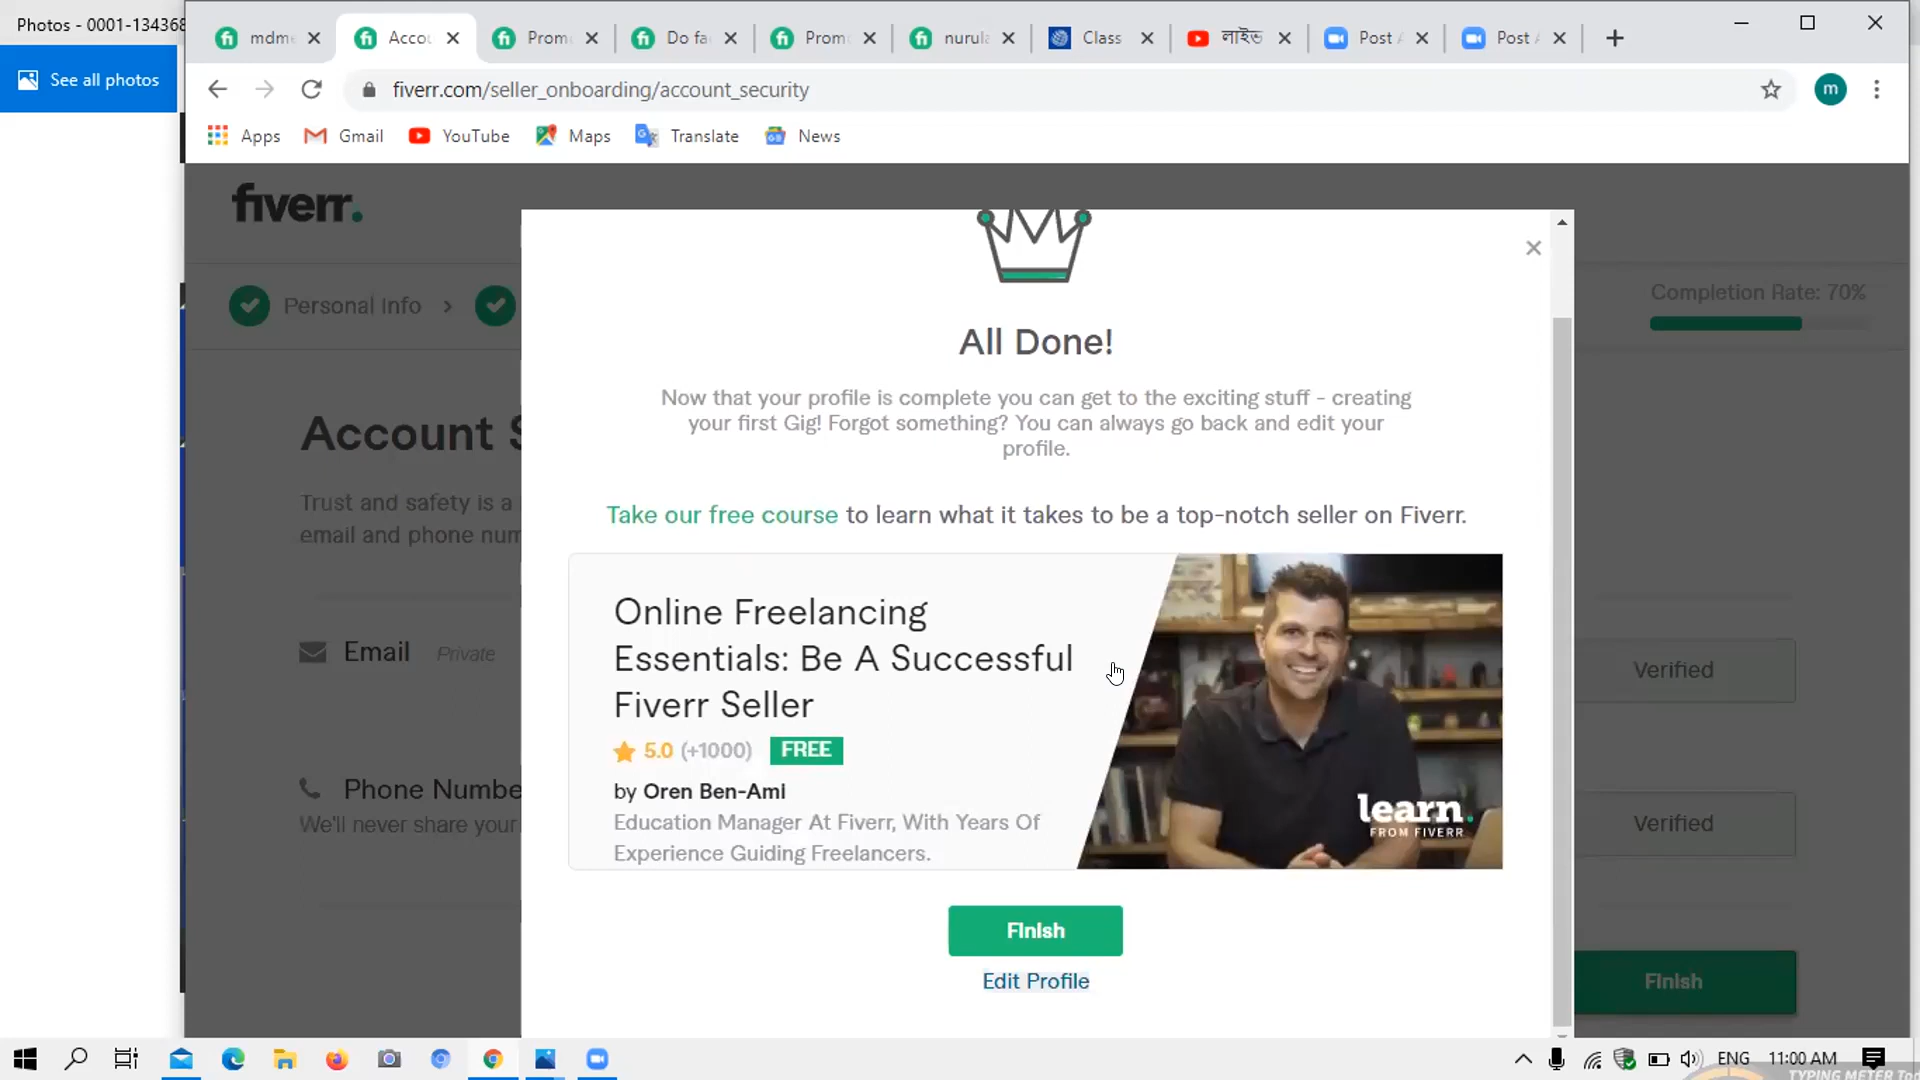 Photos - 0001-134368
See all photos
mdme
Accou
Prom
Do fa
Prom
nurula
Class
লাইভ
Post A
Post A
fiverr.com/seller_onboarding/account_security
m
Apps
Gmail
YouTube
Maps
Translate
News
fiverr.
Personal Info
Completion Rate: 70%
All Done!
Now that your profile is complete you can get to the exciting stuff - creating
your first Gig! Forgot something? You can always go back and edit your
profile.
Account S
Trust and safety is a
email and phone num
Take our free course to learn what it takes to be a top-notch seller on Fiverr.
Online Freelancing
Essentials: Be A Successful
Fiverr Seller
5.0 (+1000) FREE
by Oren Ben-Ami
Education Manager At Fiverr, With Years Of
Experience Guiding Freelancers.
learn.
FROM FIVERR
Email Private
Verified
Phone Numbe
We'll never share your
Verified
Finish
Edit Profile
Finish
ENG
11:00 AM
TYPING METER Tod